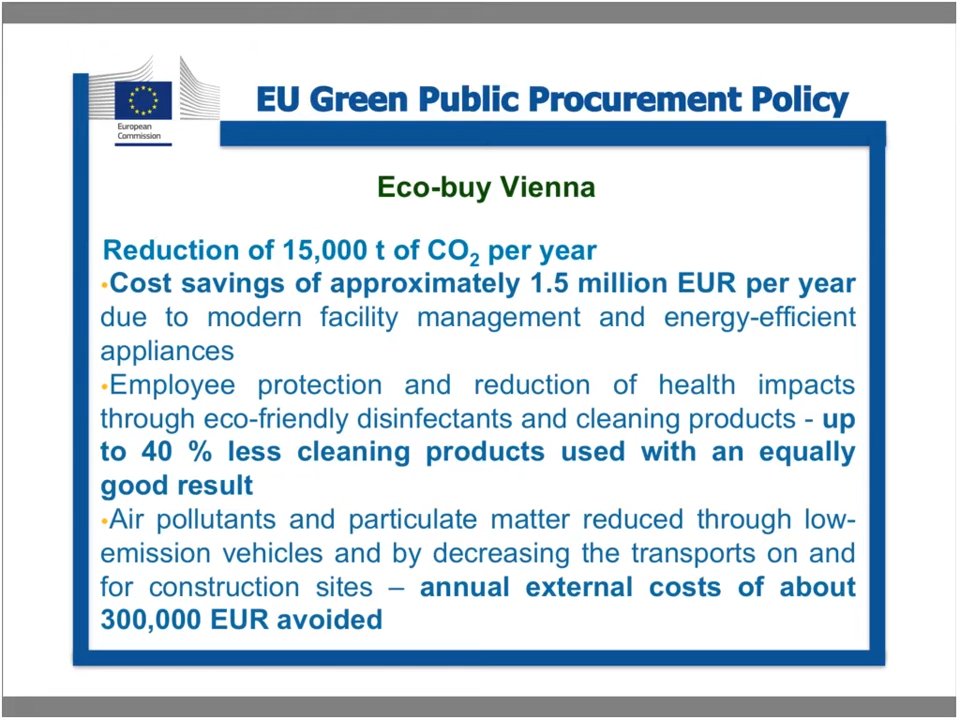 European
Commission
EU Green Public Procurement Policy
Eco-buy Vienna
Reduction of 15,000 t of CO₂ per year
•Cost savings of approximately 1.5 million EUR per year
due to modern facility management and energy-efficient
appliances
•Employee protection and reduction of health impacts
through eco-friendly disinfectants and cleaning products - up
to 40 % less cleaning products used with an equally
good result
•Air pollutants and particulate matter reduced through low-
emission vehicles and by decreasing the transports on and
for construction sites – annual external costs of about
300,000 EUR avoided